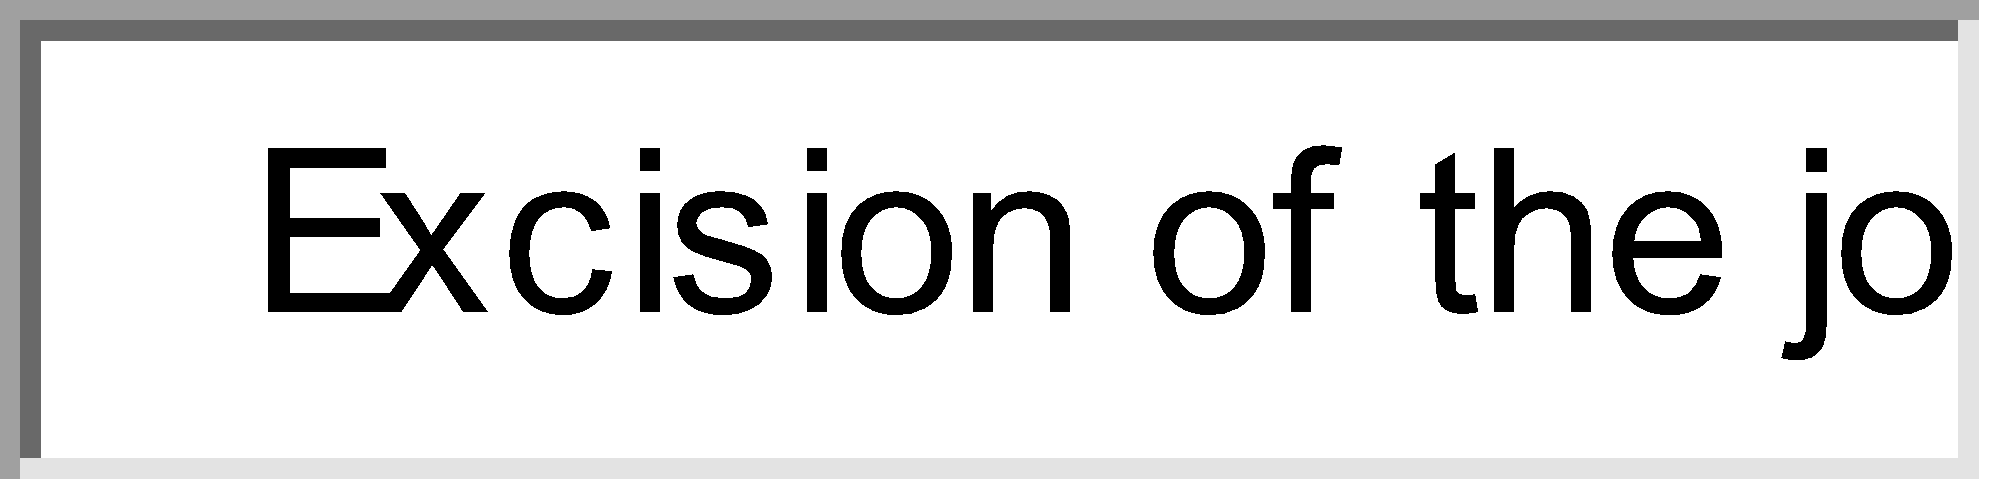 Excision of the jo